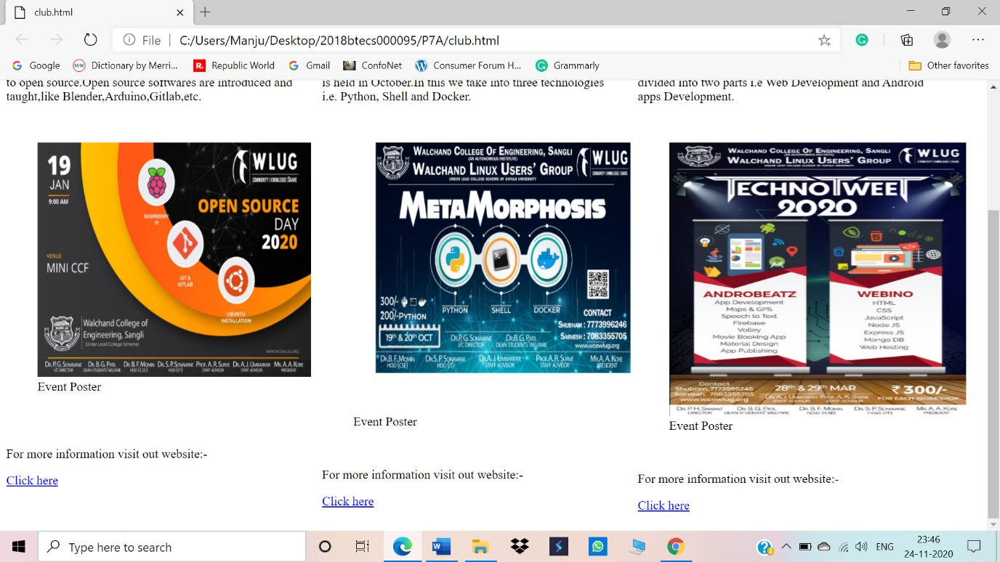 club.html
File
C:/Users/Manju/Desktop/2018btecs000095/P7A/club.html
Google
Dictionary by Merri...
Republic World
Gmail
ConfoNet
Consumer Forum H...
Grammarly
Other favorites
to open source.Open source softwares are introduced and
taught,like Blender,Arduino,Gitlab,etc.
19
JAN
9:00 AM
WLUG
COMMUNITY | KNOWLEDGE | SHARE
RASPBERRY
PI
OPEN SOURCE
DAY
2020
VENUE
MINI CCF
GIT &
GITLAB
UBUNTU
INSTALLATION
Walchand College of
Engineering, Sangli
(Under Lead College Scheme)
WWW.WCEWLUG.ORG
DR.P.G. SONAVANE
I/C DIRECTOR
DR.B.G. PATIL
DEAN STUDENTS WELFARE
DR.B.F. MOMIN
HOD (CSE)
DR.S.P.SONAVANE
HOD (IT)
PROF.A.R. SURVE
STAFF ADVISOR
DR.A.J. UMBARKAR
STAFF ADVISOR
MR.A.A. KORE
PRESIDENT
Event Poster
For more information visit out website:-
Click here
is held in October.In this we take into three technologies
i.e. Python, Shell and Docker.
WALCHAND COLLEGE OF ENGINEERING, SANGLI
(AN AUTONOMOUS INSTITUTE)
WALCHAND LINUX USERS' GROUP
UNDER LEAD COLLEGE SCHEME OF SHIVAJI UNIVERSITY
WLUG
COMMUNITY | KNOWLEDGE | SHARE
METAMORPHOSIS
PYTHON
SHELL
DOCKER
300/-
200/-PYTHON
19th & 20th OCT
CONTACT
SHUBHAM : 7773996246
SARVESH : 7083355705
www.wcewlug.org
DR.P.G. SONAVANE
I/C DIRECTOR
DR.B.G. PATIL
DEAN STUDENTS WELFARE
DR.B.F. MOMIN
HOD (CSE)
DR.S.P. SONAVANE
HOD (IT)
DR.A.J. UMBARKAR
STAFF ADVISOR
PROF.A.R. SURVE
STAFF ADVISOR
MR.A.A. KORE
PRESIDENT
Event Poster
For more information visit out website:-
Click here
divided into two parts i.e Web Development and Android
apps Development.
WALCHAND COLLEGE OF ENGINEERING, SANGLI
(AN AUTONOMOUS INSTITUTE)
WALCHAND LINUX USERS' GROUP
UNDER LEAD COLLEGE SCHEME OF SHIVAJI UNIVERSITY
WLUG
COMMUNITY | KNOWLEDGE | SHARE
TECHNOTWEET
2020
ANDROBEATZ
App Development
Maps & GPS
Speech to Text
Firebase
Volley
Movie Booking App
Material Design
App Publishing
WEBINO
HTML
CSS
JavaScript
Node JS
Express JS
Mongo DB
Web Hosting
Contact
Shubam. 7773996246
Sarvesh. 7083355705
www.wcewlug.org
28th & 29th MAR
DR. A. J. UMBARKAR
STAFF ADVISOR
PROF. A. R. SURVE
STAFF ADVISOR
₹ 300/-
FOR EACH WORKSHOP
DR. P. H. SAWANT
DIRECTOR
DR. B. G. PATIL
DEAN STUDENTS' WELFARE
DR. B. F. MOMIN
H.O.D. (CSE)
DR. S. P. SONAVANE
H.O.D. (IT)
MR. A. A. KORE
PRESIDENT
Event Poster
For more information visit out website:-
Click here
Type here to search
ENG
23:46
24-11-2020